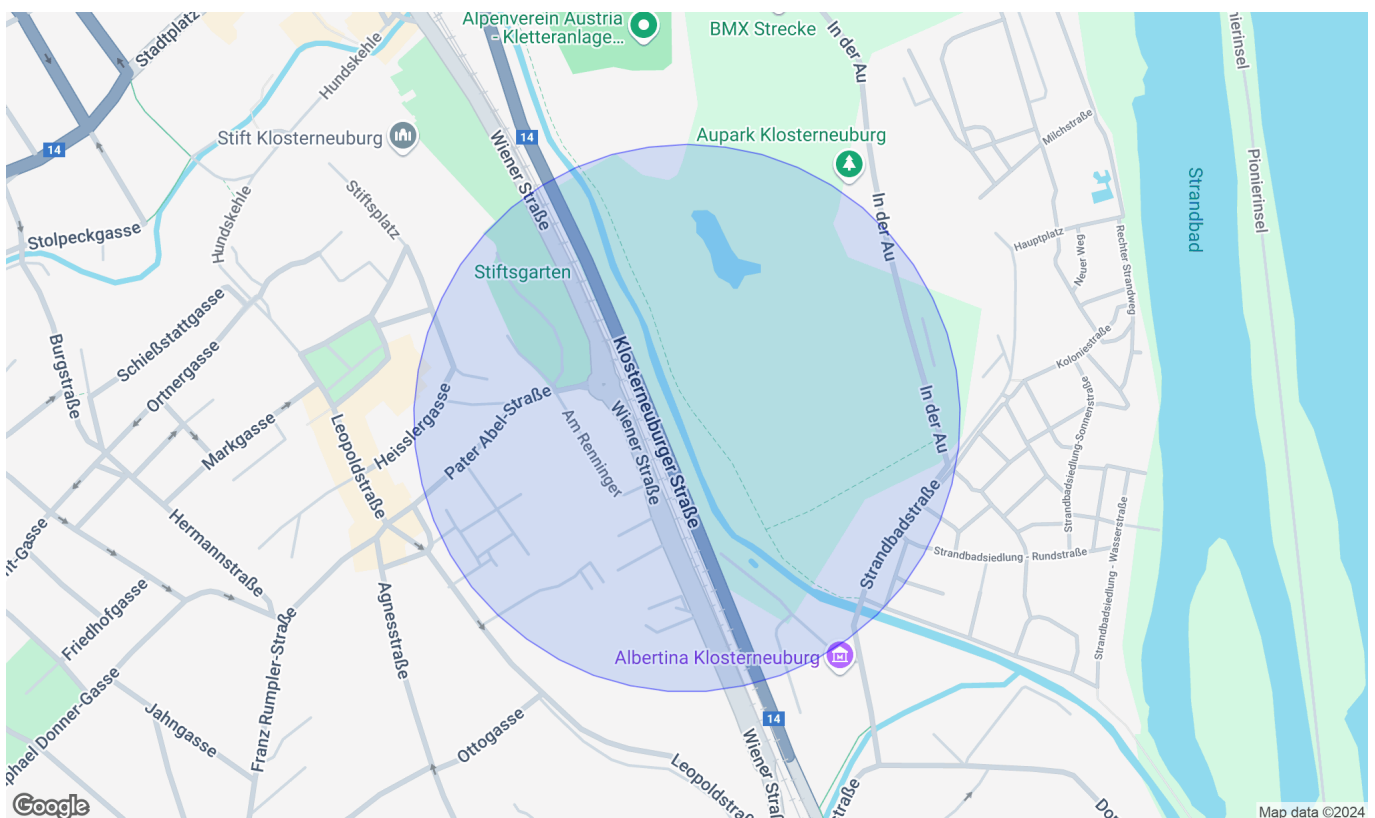 Alpenverein Austria
- Kletteranlage...
BMX Strecke
In der Au
Stadtplatz
Hundskehle
14
Stift Klosterneuburg
14
Wiener Straße
Aupark Klosterneuburg
Milchstraße
Strandbad
Pionierinsel
Stiftsplatz
Stolpeckgasse
Hundskehle
In der Au
Hauptplatz
Neuer Weg
Rechter Strandweg
Stiftsgarten
Schießstattgasse
Ortnergasse
Burgstraße
Klosterneuburger Straße
Koloniestraße
Markgasse
Leopoldstraße
Heisslergasse
Pater Abel-Straße
Am Renninger
Wiener Straße
In der Au
Strandbadsiedlung-Sonnenstraße
Hermannstraße
Strandbadstraße
Strandbadsiedlung - Rundstraße
Strandbadsiedlung - Wasserstraße
Friedhofgasse
Agnesstraße
Franz Rumpler-Straße
Albertina Klosterneuburg
Jahngasse
Ottogasse
14
Leopoldstraße
Wiener Straß
Google
Map data ©2024